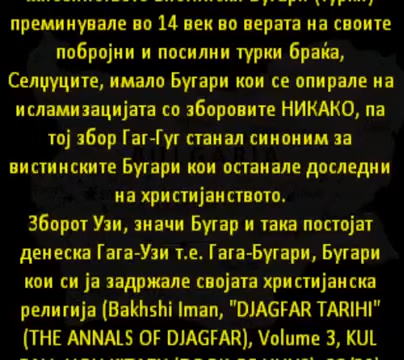 преминувале во 14 век во верата на своите
побројни и посилни турки браќа,
Селџуците, имало Бугари кои се опирале на
исламизацијата со зборовите НИКАКО, па
тој збор Гаг-Гуг станал синоним за
вистинските Бугари кои останале доследни
на христијанството.
Зборот Узи, значи Бугар и така постојат
денеска Гага-Узи т.е. Гага-Бугари, Бугари
кои си ја задржале својата христијанска
религија (Bakhshi Iman, "DJAGFAR TARIHI"
(THE ANNALS OF DJAGFAR), Volume 3, KUL